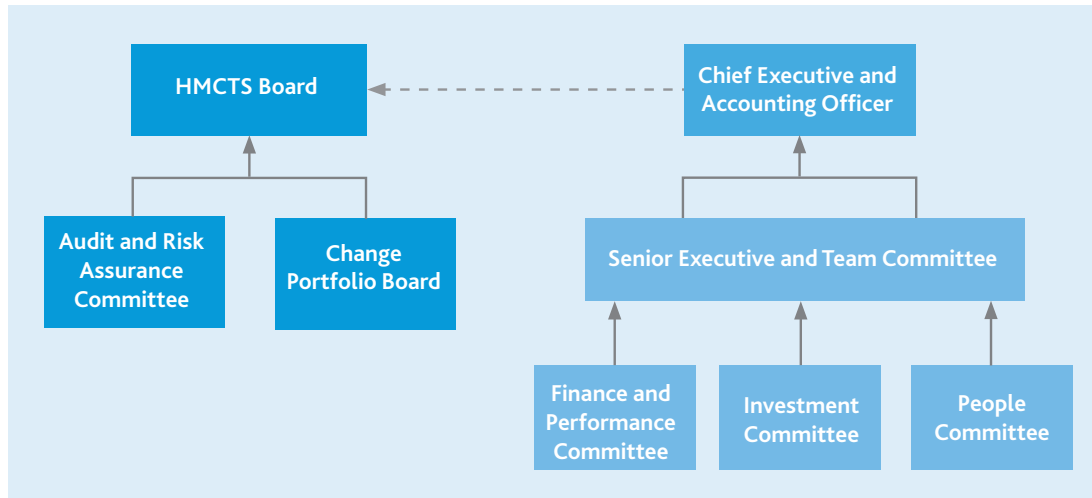 HMCTS Board
Chief Executive and
Accounting Officer
Audit and Risk
Assurance
Committee
Change
Portfolio Board
Senior Executive and Team Committee
Finance and
Performance
Committee
Investment
Committee
People
Committee